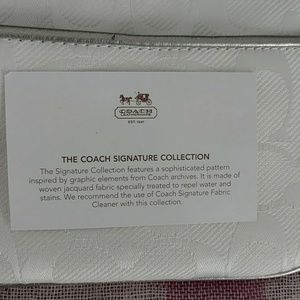 COACH
EST. 1941
THE COACH SIGNATURE COLLECTION
The Signature Collection features a sophisticated pattern
inspired by graphic elements from Coach archives. It is made of
woven jacquard fabric specially treated to repel water and
stains. We recommend the use of Coach Signature Fabric
Cleaner with this collection.